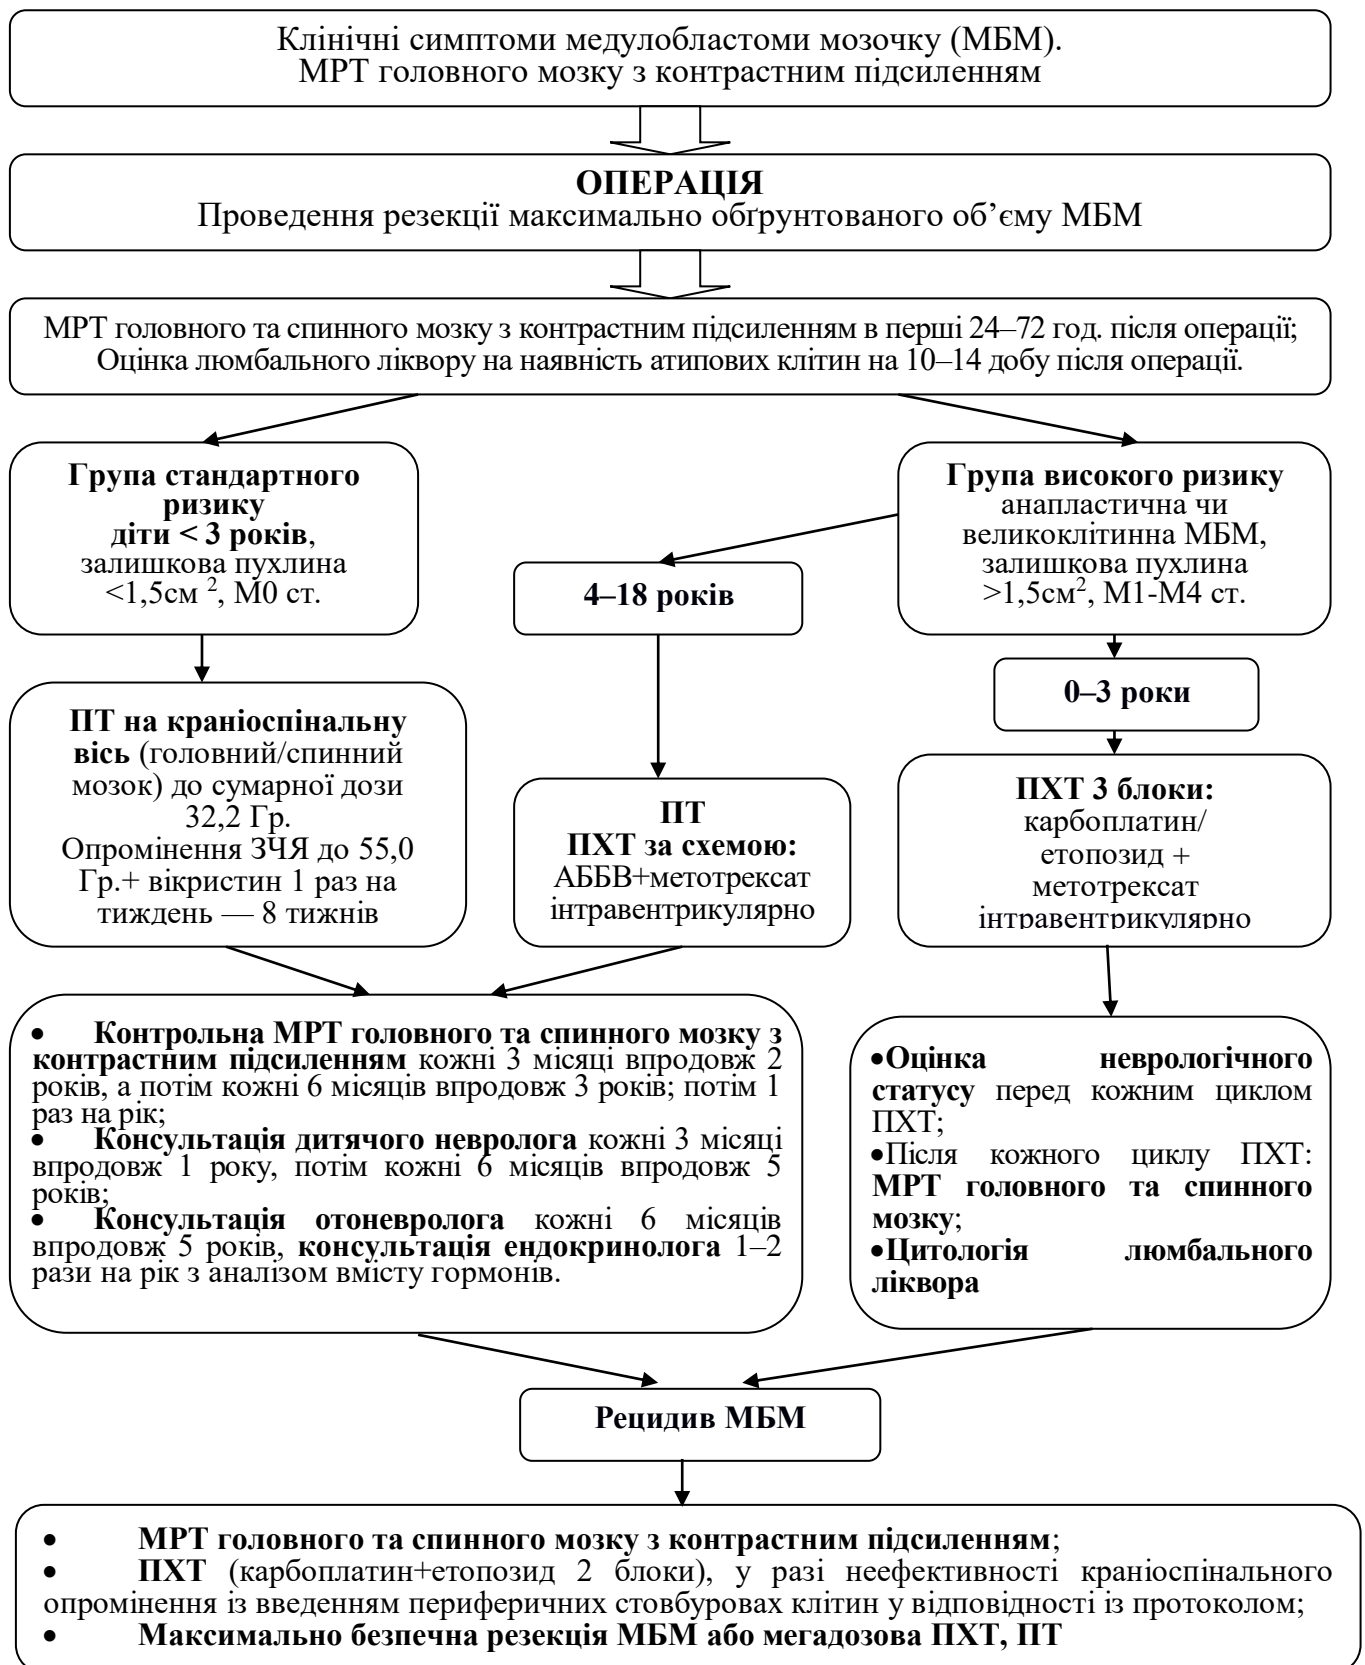 Клінічні симптоми медулобластоми мозочку (МБМ).
МРТ головного мозку з контрастним підсиленням
ОПЕРАЦІЯ
Проведення резекції максимально обґрунтованого об’єму МБМ
МРТ головного та спинного мозку з контрастним підсиленням в перші 24–72 год. після операції;
Оцінка люмбального ліквору на наявність атипових клітин на 10–14 добу після операції.
Група стандартного
ризику
діти < 3 років,
залишкова пухлина
<1,5см ², М0 ст.
Група високого ризику
анапластична чи
великоклітинна МБМ,
залишкова пухлина
>1,5см², М1-М4 ст.
4–18 років
0–3 роки
ПТ на краніоспінальну
вісь (головний/спинний
мозок) до сумарної дози
32,2 Гр.
Опромінення ЗЧЯ до 55,0
Гр.+ вікристин 1 раз на
тиждень — 8 тижнів
ПТ
ПХТ за схемою:
АББВ+метотрексат
інтравентрикулярно
ПХТ 3 блоки:
карбоплатин/
етопозид +
метотрексат
інтравентрикулярно
• Контрольна МРТ головного та спинного мозку з
контрастним підсиленням кожні 3 місяці впродовж 2
років, а потім кожні 6 місяців впродовж 3 років; потім 1
раз на рік;
• Консультація дитячого невролога кожні 3 місяці
впродовж 1 року, потім кожні 6 місяців впродовж 5
років;
• Консультація отоневролога кожні 6 місяців
впродовж 5 років, консультація ендокринолога 1–2
рази на рік з аналізом вмісту гормонів.
•Оцінка неврологічного
статусу перед кожним циклом
ПХТ;
•Після кожного циклу ПХТ:
МРТ головного та спинного
мозку;
•Цитологія люмбального
ліквора
Рецидив МБМ
• МРТ головного та спинного мозку з контрастним підсиленням;
• ПХТ (карбоплатин+етопозид 2 блоки), у разі неефективності краніоспінального
опромінення із введенням периферичних стовбуровах клітин у відповідності із протоколом;
• Максимально безпечна резекція МБМ або мегадозова ПХТ, ПТ